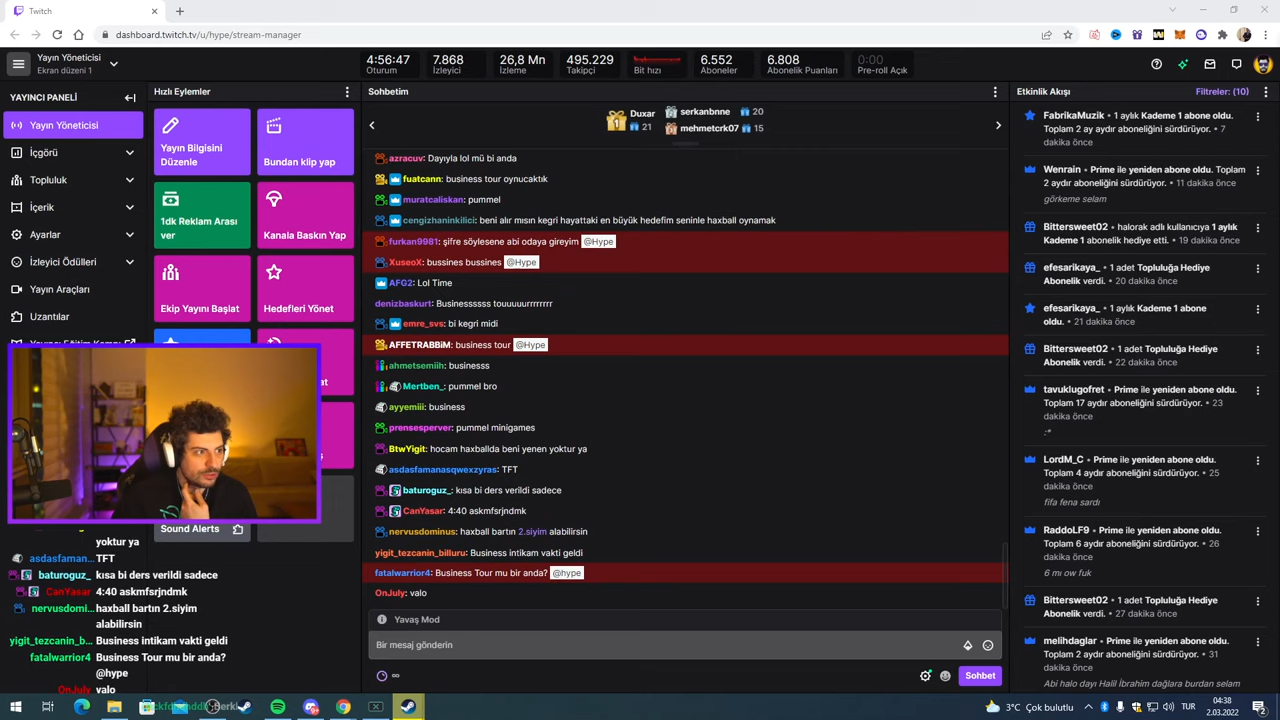 Twitch
dashboard.twitch.tv/u/hype/stream-manager
Yayın Yöneticisi
Ekran düzeni 1
4:56:47
Oturum
7.868
İzleyici
26,8 Mn
İzleme
495.229
Takipçi
Bit hızı
6.552
Aboneler
6.808
Abonelik Puanları
0:00
Pre-roll Açık
YAYINCI PANELİ
Yayın Yöneticisi
İçgörü
Topluluk
İçerik
Ayarlar
İzleyici Ödülleri
Yayın Araçları
Uzantılar
Hızlı Eylemler
Yayın Bilgisini
Düzenle
Bundan klip yap
1dk Reklam Arası
ver
Kanala Baskın Yap
Ekip Yayını Başlat
Hedefleri Yönet
Sound Alerts
yoktur ya
asdasfaman... TFT
baturoguz_ kısa bi ders verildi sadece
CanYasar 4:40 askmfsrjndmk
nervusdomi... haxball bartın 2.siyim
alabilirsin
yigit_tezcanin_b... Business intikam vakti geldi
fatalwarrior4 Business Tour mu bir anda?
@hype
OnJuly valo
Sohbetim
Duxar
21
serkanbnne 20
mehmetcrk07 15
azracuv: Dayıyla lol mü bi anda
fuatcann: business tour oynucaktık
muratcaliskan: pummel
cengizhaninkilici: beni alır mısın kegri hayattaki en büyük hedefim seninle haxball oynamak
furkan9981: şifre söylesene abi odaya gireyim @Hype
XuseoX: bussines bussines @Hype
AFG2: Lol Time
denizbaskurt: Businessssss touuuuurrrrrrrr
emre_svs: bi kegri midi
AFFETRABBiM: business tour @Hype
ahmetsemiih: businesss
Mertben_: pummel bro
ayyemiii: business
prensesperver: pummel minigames
BtwYigit: hocam haxballda beni yenen yoktur ya
asdasfamanasqwexzyras: TFT
baturoguz_: kısa bi ders verildi sadece
CanYasar: 4:40 askmfsrjndmk
nervusdominus: haxball bartın 2.siyim alabilirsin
yigit_tezcanin_billuru: Business intikam vakti geldi
fatalwarrior4: Business Tour mu bir anda? @hype
OnJuly: valo
Yavaş Mod
Bir mesaj gönderin
Sohbet
Etkinlik Akışı
Filtreler: (10)
FabrikaMuzik • 1 aylık Kademe 1 abone oldu.
Toplam 2 ay aydır aboneliğini sürdürüyor. • 7
dakika önce
Wenrain • Prime ile yeniden abone oldu. Toplam
2 aydır aboneliğini sürdürüyor. • 11 dakika önce
görkeme selam
Bittersweet02 • halorak adlı kullanıcıya 1 aylık
Kademe 1 abonelik hediye etti. • 19 dakika önce
efesarikaya_ • 1 adet Topluluğa Hediye
Abonelik verdi. • 20 dakika önce
efesarikaya_ • 1 aylık Kademe 1 abone
oldu. • 21 dakika önce
Bittersweet02 • 1 adet Topluluğa Hediye
Abonelik verdi. • 22 dakika önce
tavuklugofret • Prime ile yeniden abone oldu.
Toplam 17 aydır aboneliğini sürdürüyor. • 23
dakika önce
:*
LordM_C • Prime ile yeniden abone oldu.
Toplam 4 aydır aboneliğini sürdürüyor. • 25
dakika önce
fifa fena sardı
RaddoLF9 • Prime ile yeniden abone oldu.
Toplam 6 aydır aboneliğini sürdürüyor. • 26
dakika önce
6 mı ow fuk
Bittersweet02 • 1 adet Topluluğa Hediye
Abonelik verdi. • 27 dakika önce
melihdaglar • Prime ile yeniden abone oldu.
Toplam 2 aydır aboneliğini sürdürüyor. • 31
dakika önce
Abi halo dayı Halil İbrahim dağlara burdan selam
3°C Çok bulutlu
TUR
04:38
2.03.2022